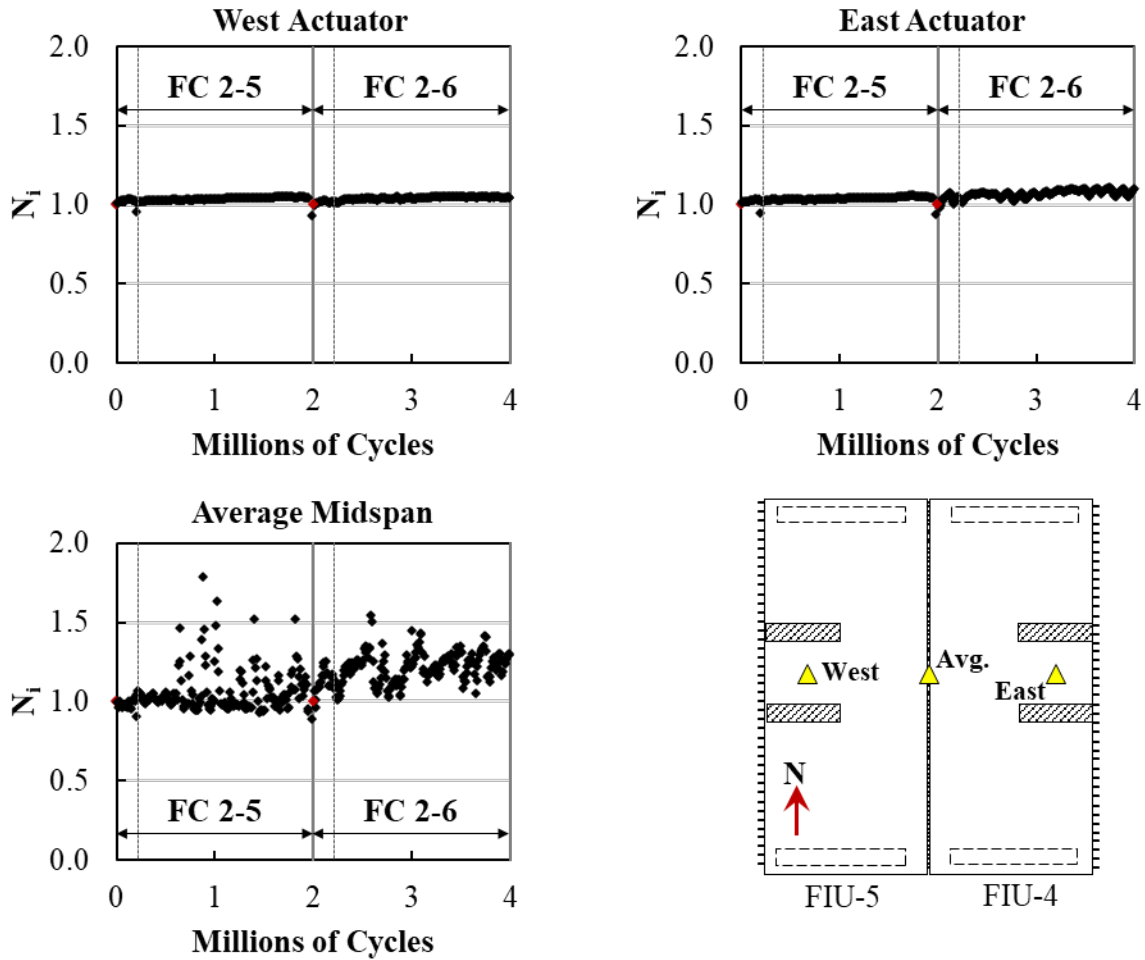 West Actuator
2.0
FC 2-5 FC 2-6
1.5
Ni
1.0
0.5
0.0
0 1 2 3 4
Millions of Cycles
East Actuator
2.0
FC 2-5 FC 2-6
1.5
Ni
1.0
0.5
0.0
0 1 2 3 4
Millions of Cycles
Average Midspan
2.0
1.5
Ni
1.0
0.5
FC 2-5 FC 2-6
0.0
0 1 2 3 4
Millions of Cycles
West Avg.
East
N
FIU-5 FIU-4